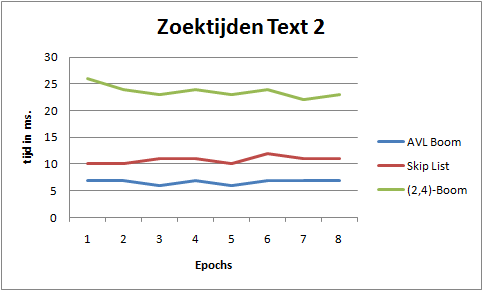 Zoektijden Text 2
30
25
20
15
10
5
0
tijd in ms.
1 2 3 4 5 6 7 8
Epochs
AVL Boom
Skip List
(2,4)-Boom